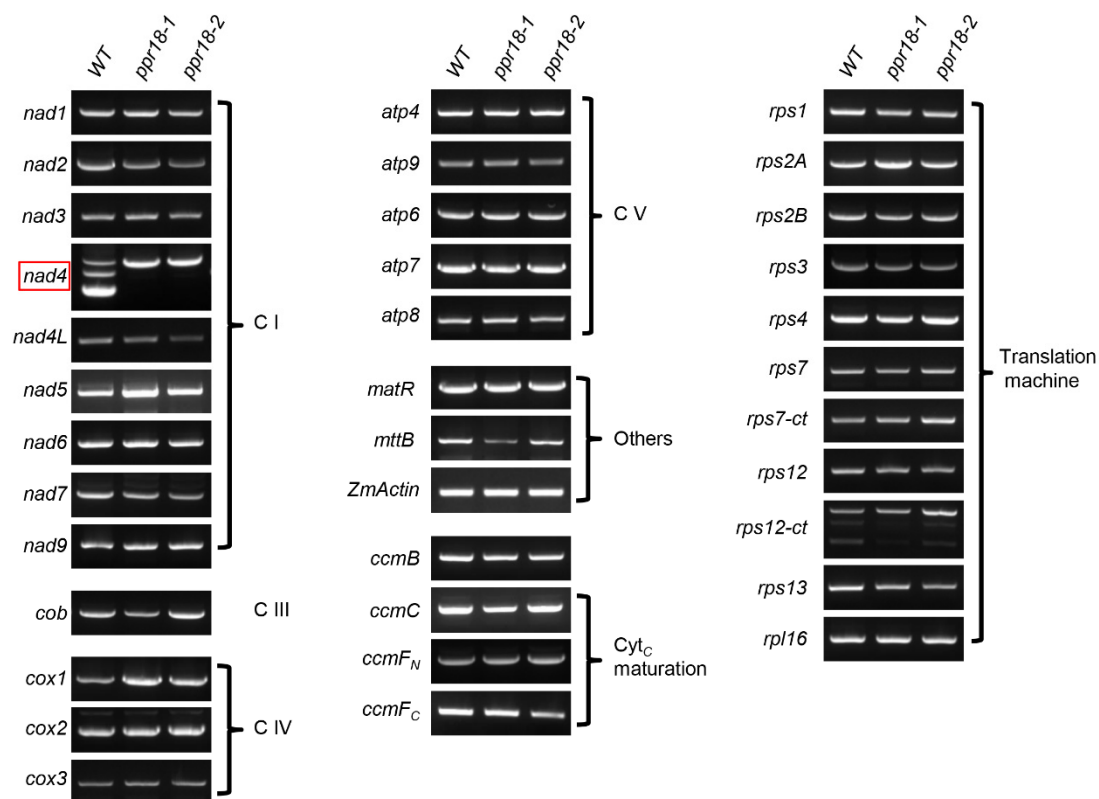 WT ppr18-1 ppr18-2
nad1
nad2
nad3
nad4
nad4L
nad5
nad6
nad7
nad9
C I
cob
C III
cox1
cox2
cox3
C IV
WT ppr18-1 ppr18-2
atp4
atp9
atp6
atp7
atp8
C V
matR
mttB
ZmActin
Others
ccmB
ccmC
ccmFN
ccmFC
CytC
maturation
WT ppr18-1 ppr18-2
rps1
rps2A
rps2B
rps3
rps4
rps7
rps7-ct
rps12
rps12-ct
rps13
rpl16
Translation
machine